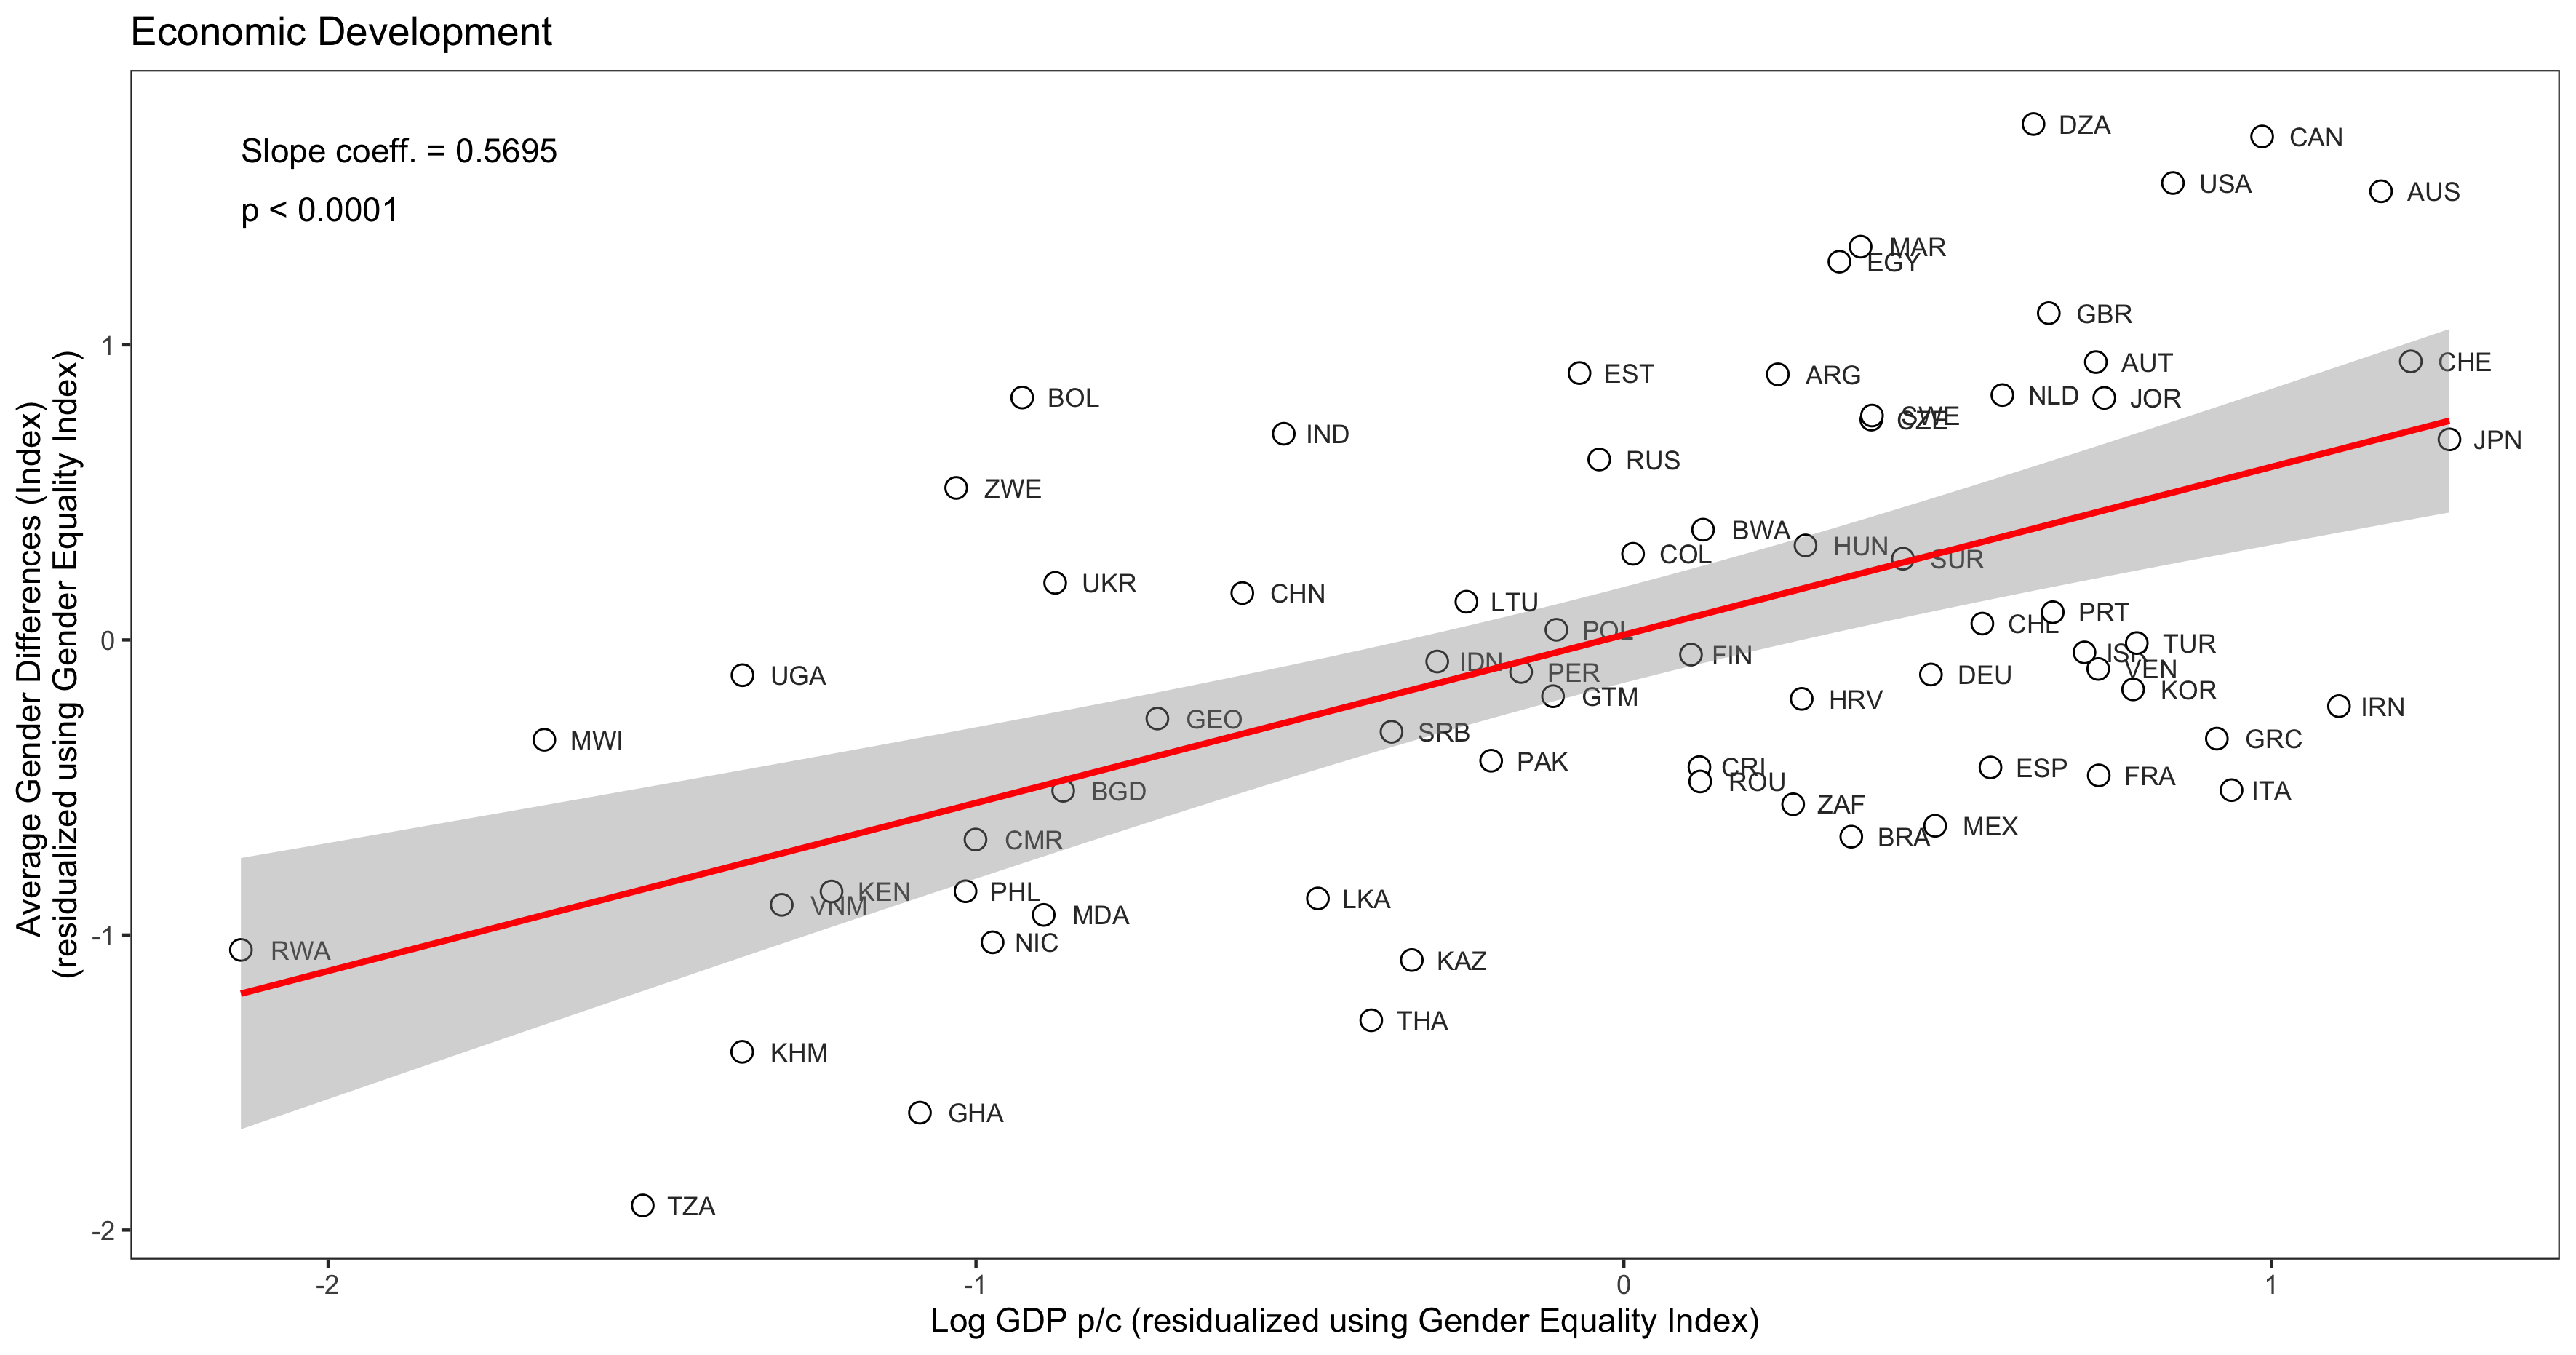 Economic Development
Slope coeff. = 0.5695
p < 0.0001
Average Gender Differences (Index)
(residualized using Gender Equality Index)
1
0
-1
-2
DZA
CAN
USA
AUS
MAR
EGY
GBR
EST
ARG
AUT
CHE
BOL
NLD
JOR
SWE
CZE
IND
JPN
RUS
ZWE
BWA
HUN
COL
SUR
UKR
CHN
LTU
PRT
CHL
POL
TUR
ISR
IDN
FIN
VEN
UGA
PER
DEU
KOR
GTM
HRV
IRN
GEO
SRB
MWI
GRC
PAK
CRI
ROU
ESP
FRA
BGD
ITA
ZAF
CMR
BRA
MEX
KEN
VNM
PHL
LKA
MDA
NIC
RWA
KAZ
THA
KHM
GHA
TZA
-2
-1
0
1
Log GDP p/c (residualized using Gender Equality Index)